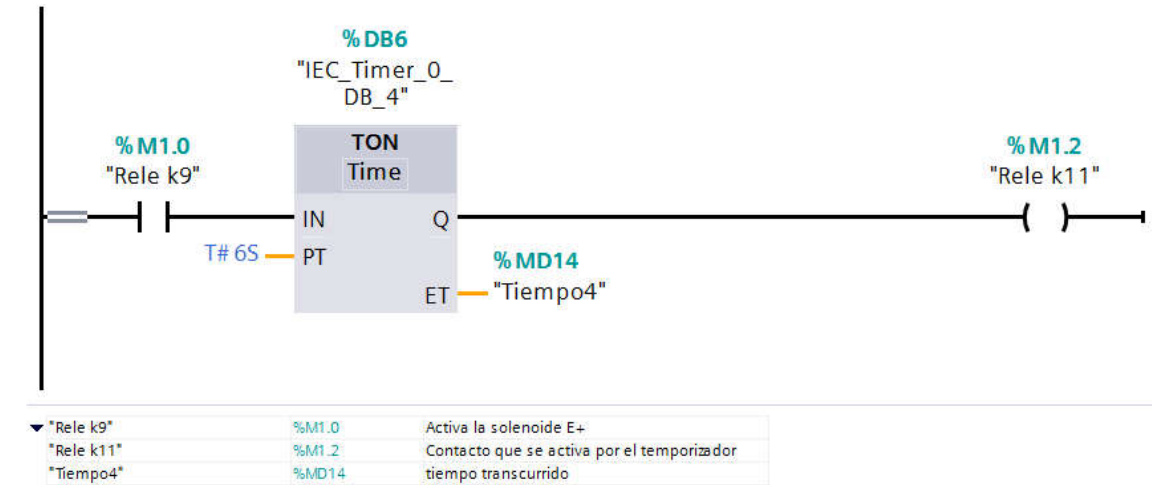 %DB6
"IEC_Timer_0_
DB_4"
TON
Time
%M1.0
"Rele k9"
%M1.2
"Rele k11"
IN
Q
T# 6S
PT
%MD14
ET
"Tiempo4"
"Rele k9" %M1.0 Activa la solenoide E+
"Rele k11" %M1.2 Contacto que se activa por el temporizador
"Tiempo4" %MD14 tiempo transcurrido